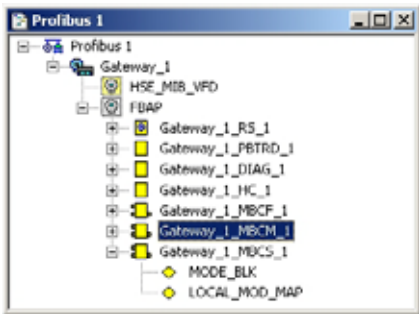 Profibus 1
Profibus 1
Gateway_1
HSE_MIB_VFD
FBAP
Gateway_1_RS_1
Gateway_1_PBTRD_1
Gateway_1_DIAG_1
Gateway_1_HC_1
Gateway_1_MBCF_1
Gateway_1_MBCM_1
Gateway_1_MBCS_1
MODE_BLK
LOCAL_MOD_MAP